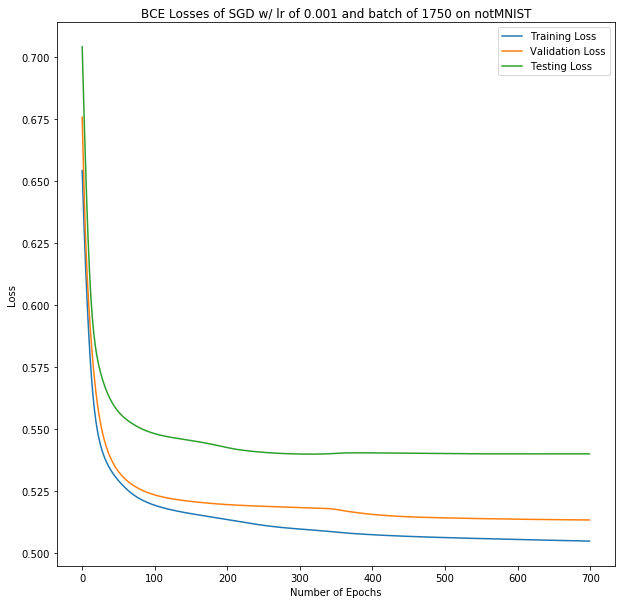 BCE Losses of SGD w/ lr of 0.001 and batch of 1750 on notMNIST
Training Loss
Validation Loss
Testing Loss
0.700
0.675
0.650
0.625
0.600
0.575
0.550
0.525
0.500
Loss
0 100 200 300 400 500 600 700
Number of Epochs